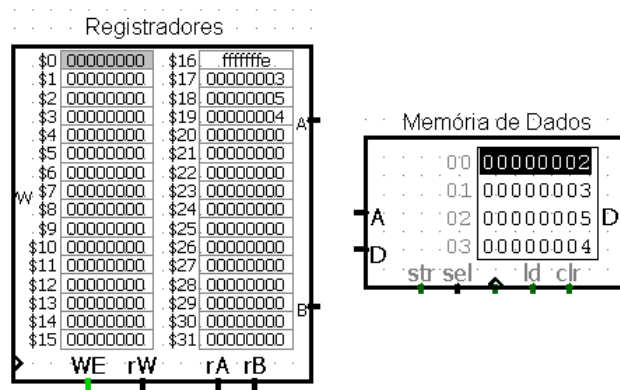 Registradores
$0 00000000 $16 fffffffe
$1 00000000 $17 00000003
$2 00000000 $18 00000005
$3 00000000 $19 00000004 A
$4 00000000 $20 00000000
$5 00000000 $21 00000000
$6 00000000 $22 00000000
W $7 00000000 $23 00000000
$8 00000000 $24 00000000
$9 00000000 $25 00000000
$10 00000000 $26 00000000
$11 00000000 $27 00000000
$12 00000000 $28 00000000
$13 00000000 $29 00000000 B
$14 00000000 $30 00000000
$15 00000000 $31 00000000
WE rW rA rB
Memória de Dados
00 00000002
01 00000003
A 02 00000005 D
D 03 00000004
str sel ld clr